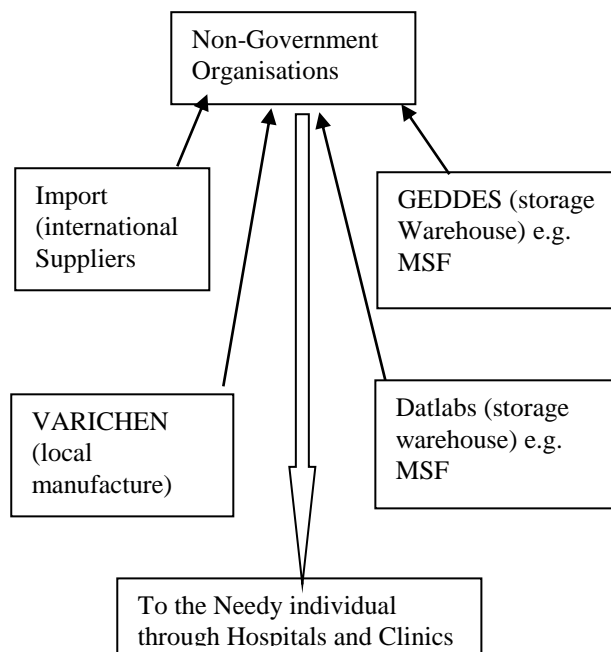 Non-Government
Organisations
Import
(international
Suppliers
GEDDES (storage
Warehouse) e.g.
MSF
VARICHEN
(local
manufacture)
Datlabs (storage
warehouse) e.g.
MSF
To the Needy individual
through Hospitals and Clinics